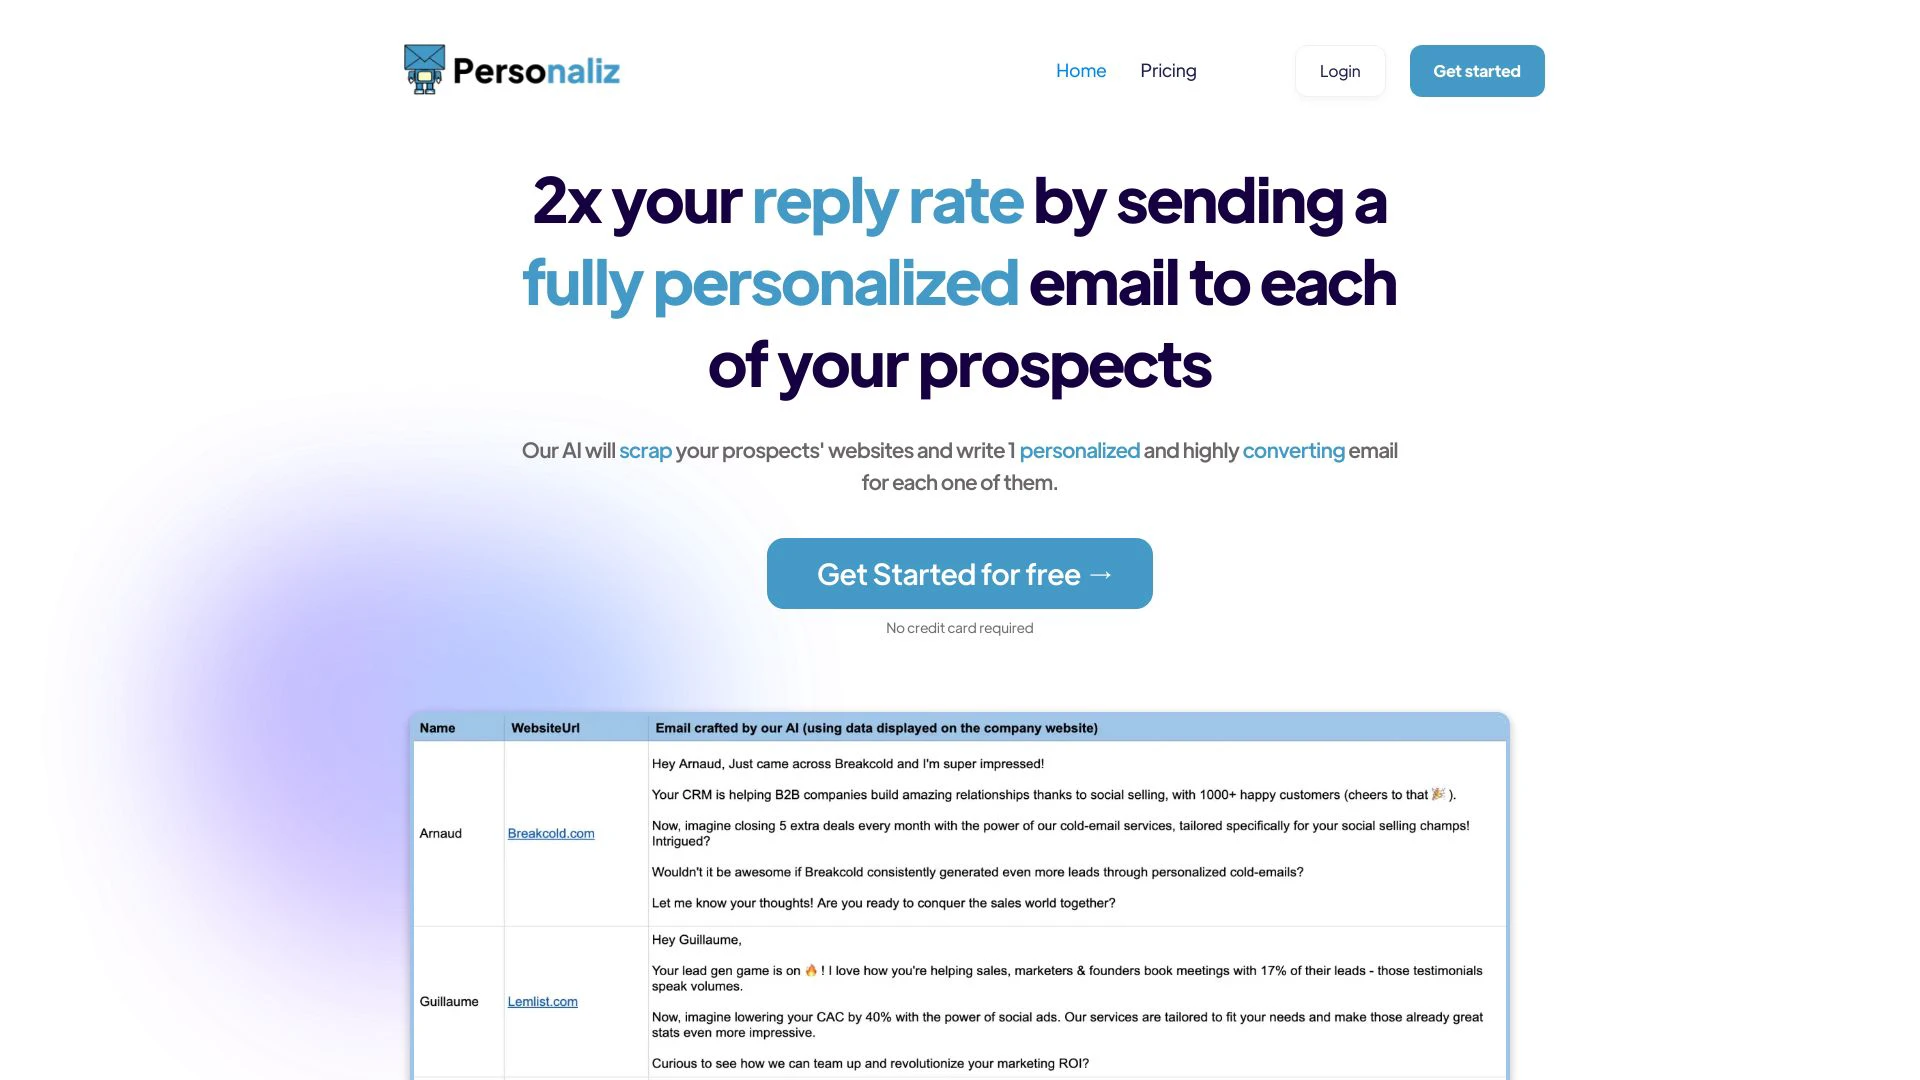 Personaliz
Home
Pricing
Login
Get started
2x your reply rate by sending a
fully personalized email to each
of your prospects
Our AI will scrap your prospects' websites and write 1 personalized and highly converting email
for each one of them.
Get Started for free →
No credit card required
Name
WebsiteUrl
Email crafted by our AI (using data displayed on the company website)
Arnaud
Breakcold.com
Hey Arnaud, Just came across Breakcold and I'm super impressed!
Your CRM is helping B2B companies build amazing relationships thanks to social selling, with 1000+ happy customers (cheers to that 🎉 ).
Now, imagine closing 5 extra deals every month with the power of our cold-email services, tailored specifically for your social selling champs!
Intrigued?
Wouldn't it be awesome if Breakcold consistently generated even more leads through personalized cold-emails?
Let me know your thoughts! Are you ready to conquer the sales world together?
Guillaume
Lemlist.com
Hey Guillaume,
Your lead gen game is on 🔥 ! I love how you're helping sales, marketers & founders book meetings with 17% of their leads - those testimonials
speak volumes.
Now, imagine lowering your CAC by 40% with the power of social ads. Our services are tailored to fit your needs and make those already great
stats even more impressive.
Curious to see how we can team up and revolutionize your marketing ROI?